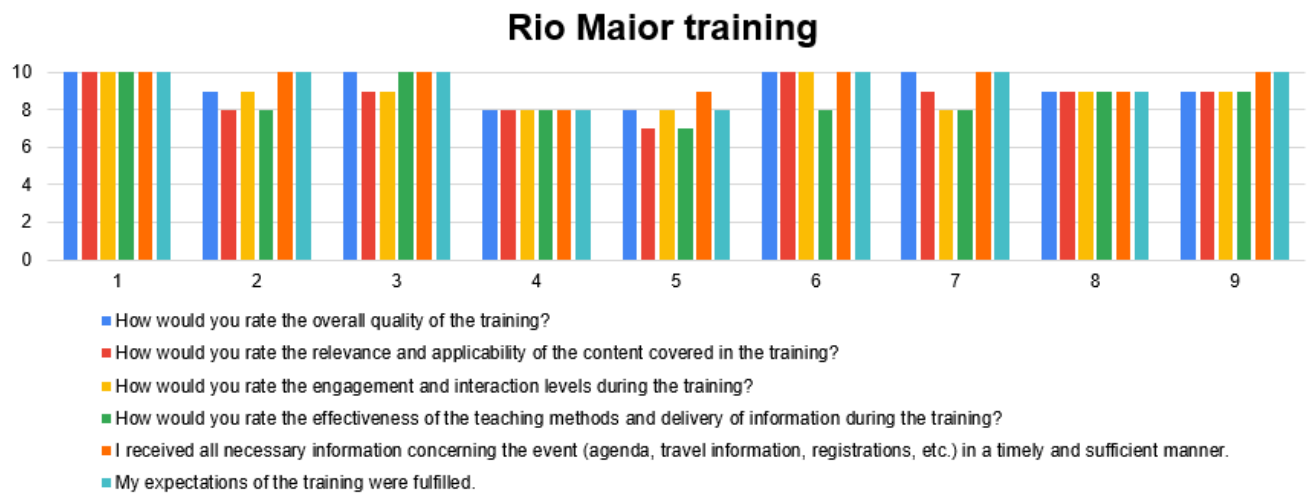 Rio Maior training
10
8
6
4
2
0
1 2 3 4 5 6 7 8 9
How would you rate the overall quality of the training?
How would you rate the relevance and applicability of the content covered in the training?
How would you rate the engagement and interaction levels during the training?
How would you rate the effectiveness of the teaching methods and delivery of information during the training?
I received all necessary information concerning the event (agenda, travel information, registrations, etc.) in a timely and sufficient manner.
My expectations of the training were fulfilled.